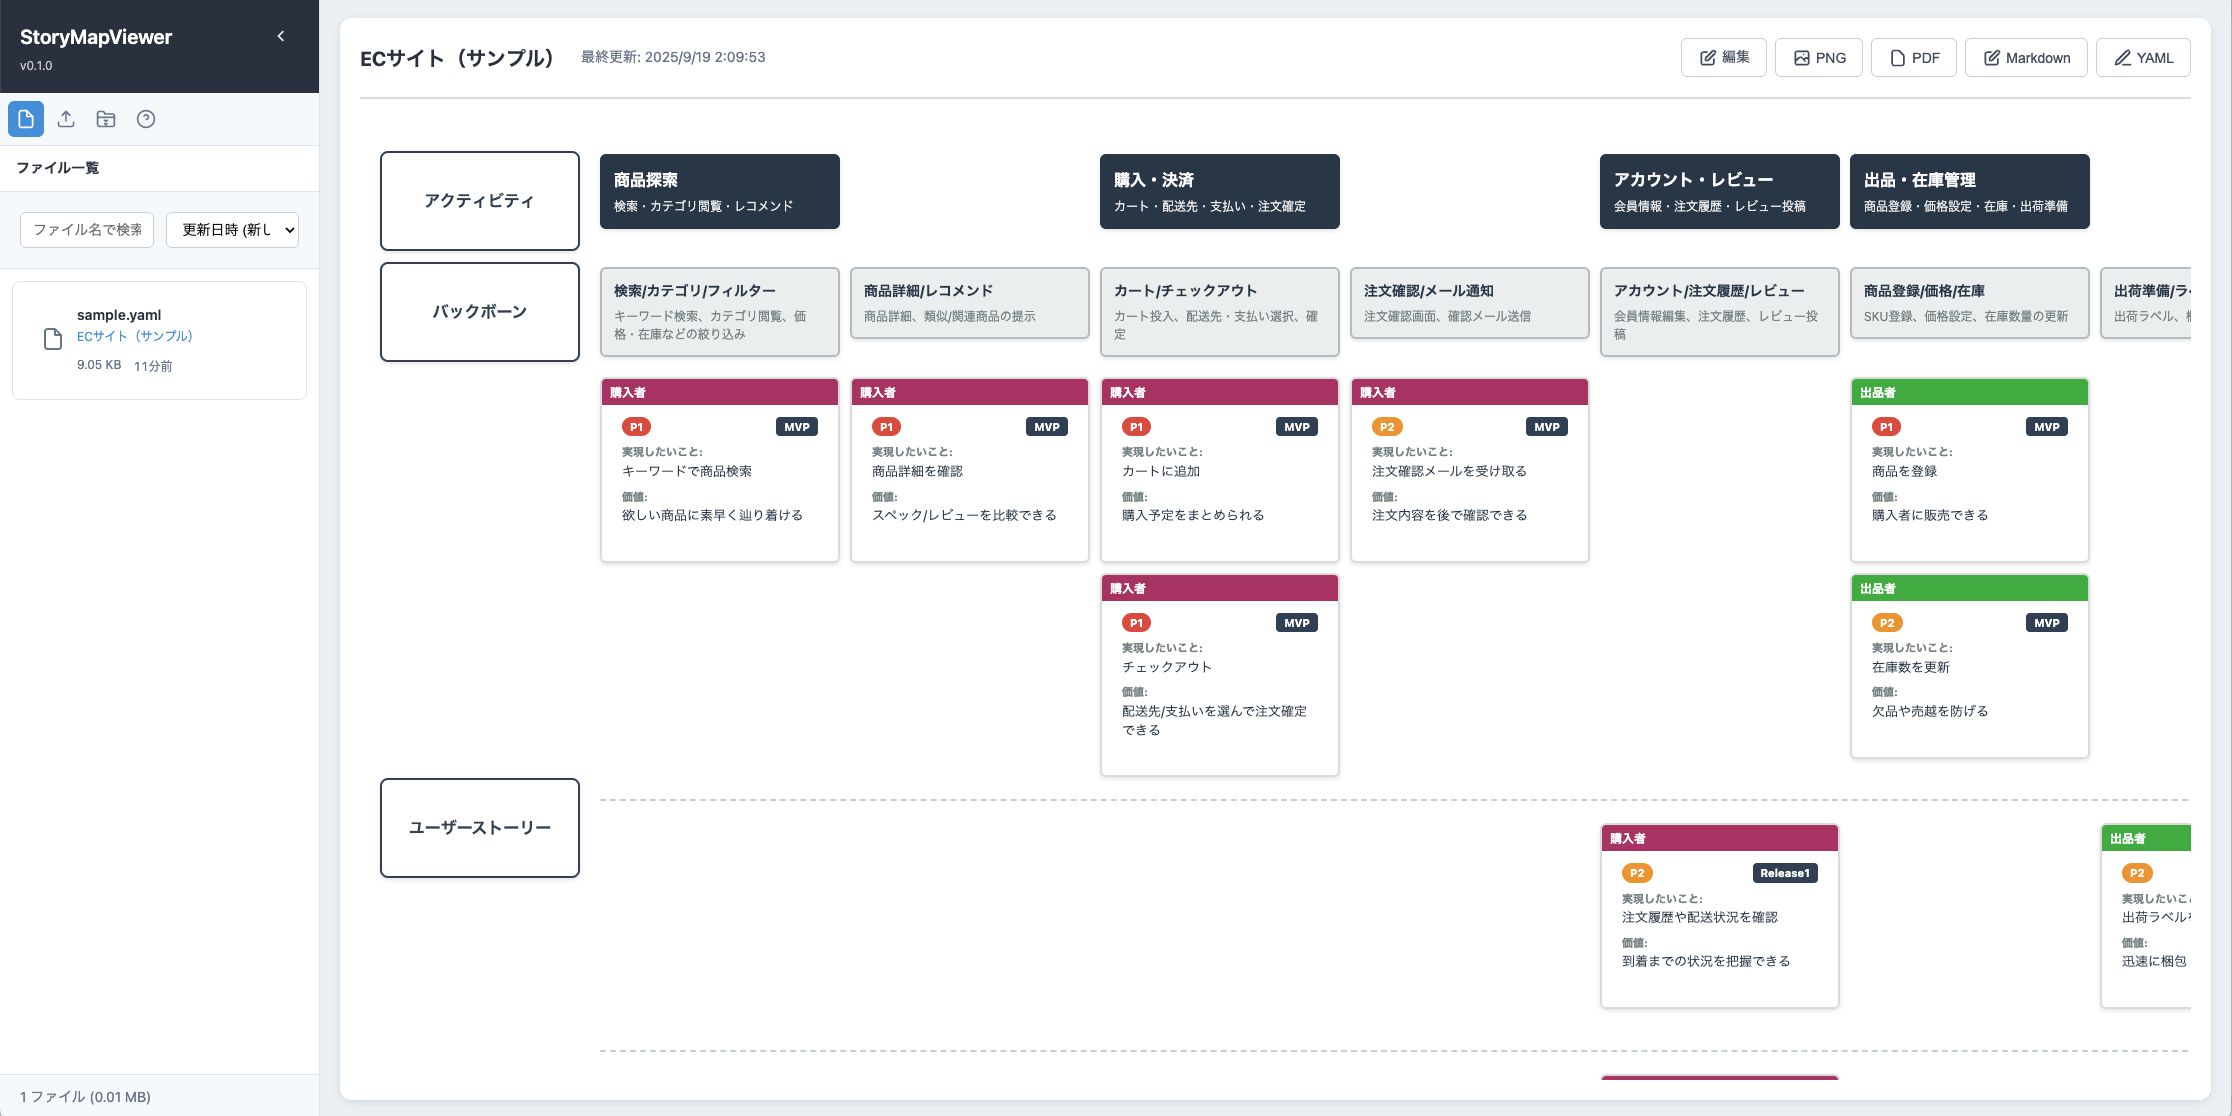 StoryMapViewer
v0.1.0
ファイル一覧
ファイル名で検索
更新日時 (新し
sample.yaml
ECサイト（サンプル）
9.05 KB 11分前
1 ファイル (0.01 MB)
ECサイト（サンプル） 最終更新: 2025/9/19 2:09:53
編集 PNG PDF Markdown YAML
アクティビティ
商品探索
検索・カテゴリ閲覧・レコメンド
購入・決済
カート・配送先・支払い・注文確定
アカウント・レビュー
会員情報・注文履歴・レビュー投稿
出品・在庫管理
商品登録・価格設定・在庫・出荷準備
バックボーン
検索/カテゴリ/フィルター
キーワード検索、カテゴリ閲覧、価
格・在庫などの絞り込み
商品詳細/レコメンド
商品詳細、類似/関連商品の提示
カート/チェックアウト
カート投入、配送先・支払い選択、確
定
注文確認/メール通知
注文確認画面、確認メール送信
アカウント/注文履歴/レビュー
会員情報編集、注文履歴、レビュー投
稿
商品登録/価格/在庫
SKU登録、価格設定、在庫数量の更新
出荷準備/ラ
出荷ラベル、
購入者
P1 MVP
実現したいこと:
キーワードで商品検索
価値:
欲しい商品に素早く辿り着ける
購入者
P1 MVP
実現したいこと:
商品詳細を確認
価値:
スペック/レビューを比較できる
購入者
P1 MVP
実現したいこと:
カートに追加
価値:
購入予定をまとめられる
購入者
P2 MVP
実現したいこと:
注文確認メールを受け取る
価値:
注文内容を後で確認できる
出品者
P1 MVP
実現したいこと:
商品を登録
価値:
購入者に販売できる
購入者
P1 MVP
実現したいこと:
チェックアウト
価値:
配送先/支払いを選んで注文確定
できる
出品者
P2 MVP
実現したいこと:
在庫数を更新
価値:
欠品や売越を防げる
ユーザーストーリー
購入者
P2 Release1
実現したいこと:
注文履歴や配送状況を確認
価値:
到着までの状況を把握できる
出品者
P2
実現したいこ
出荷ラベル
価値:
迅速に梱包